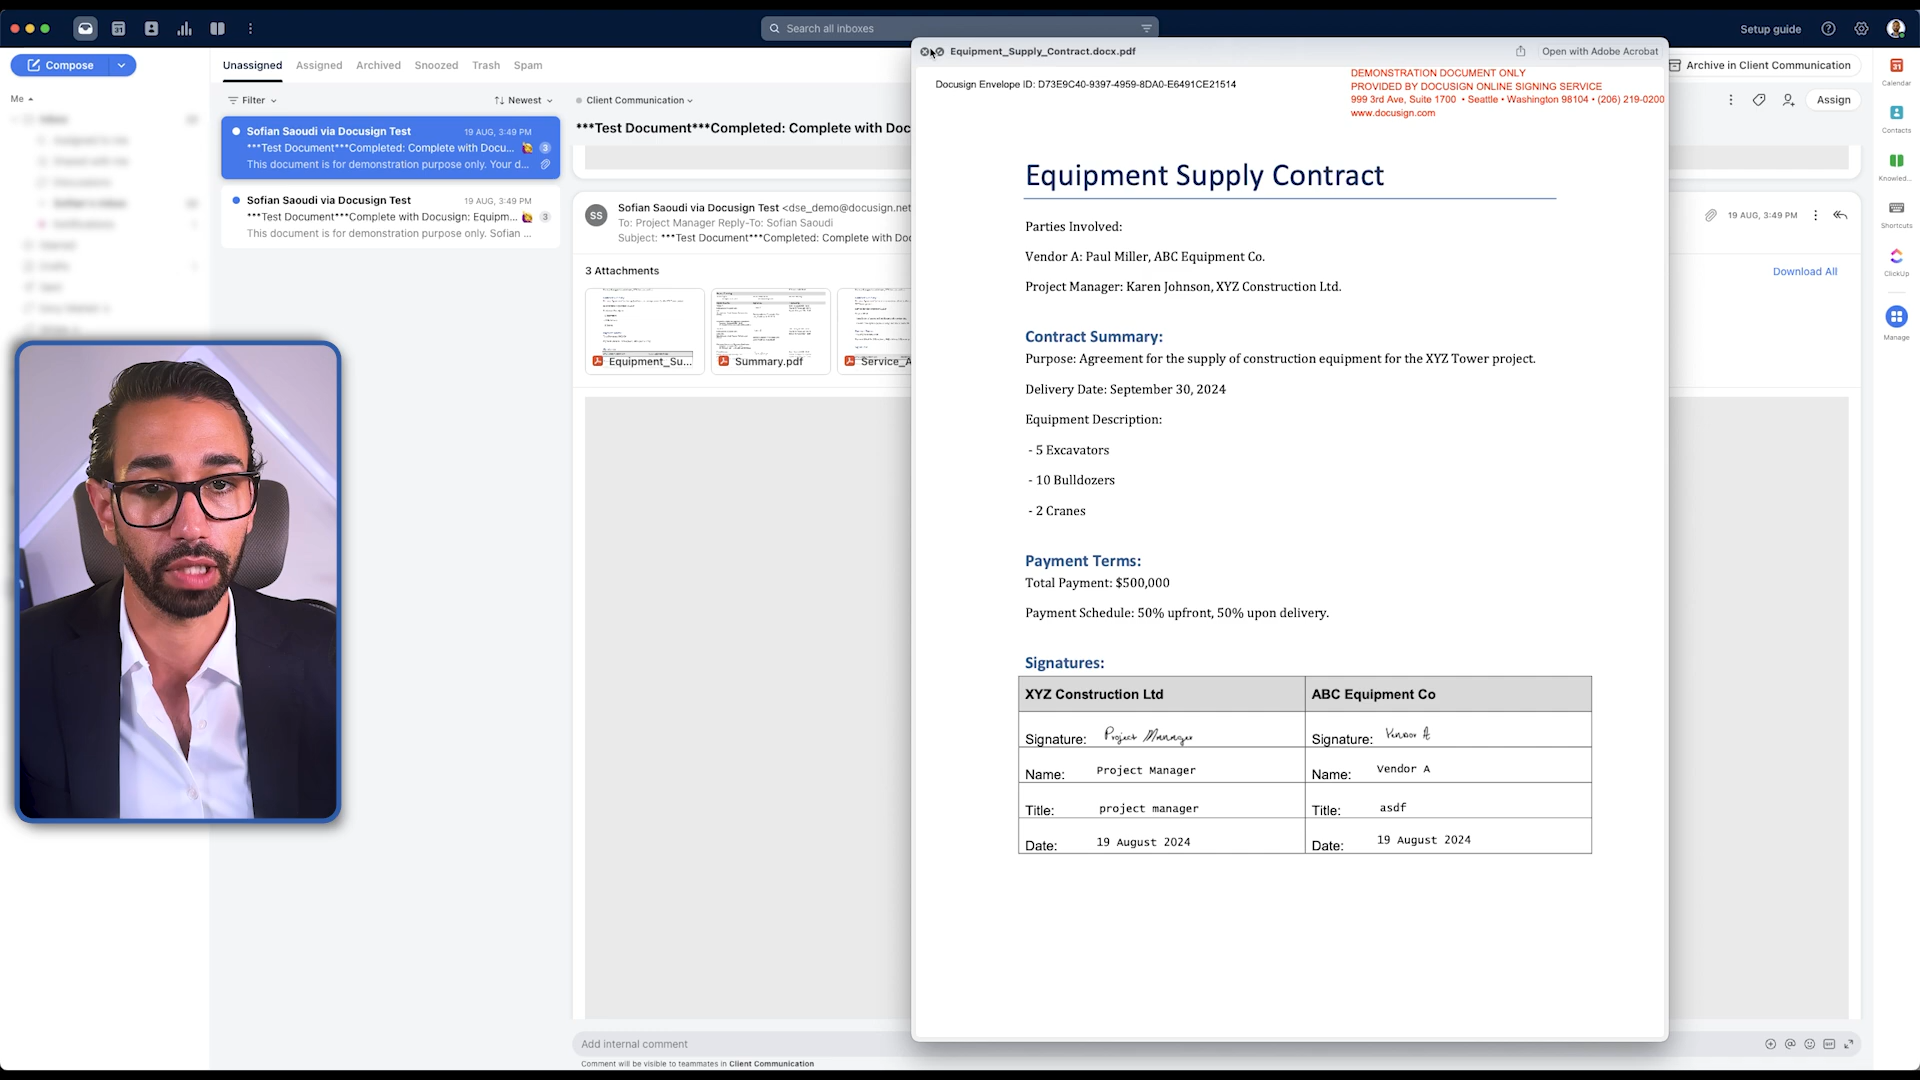 Search all inboxes
Setup guide
Compose
Unassigned Assigned Archived Snoozed Trash Spam
Me
Filter
Newest
Sofian Saoudi via Docusign Test 19 AUG, 3:49 PM
***Test Document***Completed: Complete with Docu... 3
This document is for demonstration purpose only. Your d...
Sofian Saoudi via Docusign Test 19 AUG, 3:49 PM
***Test Document***Complete with Docusign: Equipm... 3
This document is for demonstration purpose only. Sofian ...
Client Communication
***Test Document***Completed: Complete with Doc
SS
Sofian Saoudi via Docusign Test <dse_demo@docusign.net
To: Project Manager Reply-To: Sofian Saoudi
Subject: ***Test Document***Completed: Complete with Doc
3 Attachments
Equipment_Su...
Summary.pdf
Service_A
Add internal comment
Comment will be visible to teammates in Client Communication
Equipment_Supply_Contract.docx.pdf
Open with Adobe Acrobat
Docusign Envelope ID: D73E9C40-9397-4959-8DA0-E6491CE21514
DEMONSTRATION DOCUMENT ONLY
PROVIDED BY DOCUSIGN ONLINE SIGNING SERVICE
999 3rd Ave, Suite 1700 • Seattle • Washington 98104 • (206) 219-0200
www.docusign.com
Equipment Supply Contract
Parties Involved:
Vendor A: Paul Miller, ABC Equipment Co.
Project Manager: Karen Johnson, XYZ Construction Ltd.
Contract Summary:
Purpose: Agreement for the supply of construction equipment for the XYZ Tower project.
Delivery Date: September 30, 2024
Equipment Description:
- 5 Excavators
- 10 Bulldozers
- 2 Cranes
Payment Terms:
Total Payment: $500,000
Payment Schedule: 50% upfront, 50% upon delivery.
Signatures:
XYZ Construction Ltd ABC Equipment Co
Signature: Project Manager Signature: Vendor A
Name: Project Manager Name: Vendor A
Title: project manager Title: asdf
Date: 19 August 2024 Date: 19 August 2024
Archive in Client Communication
Assign
19 AUG, 3:49 PM
Download All
31
Calendar
Contacts
Knowled...
Shortcuts
ClickUp
Manage